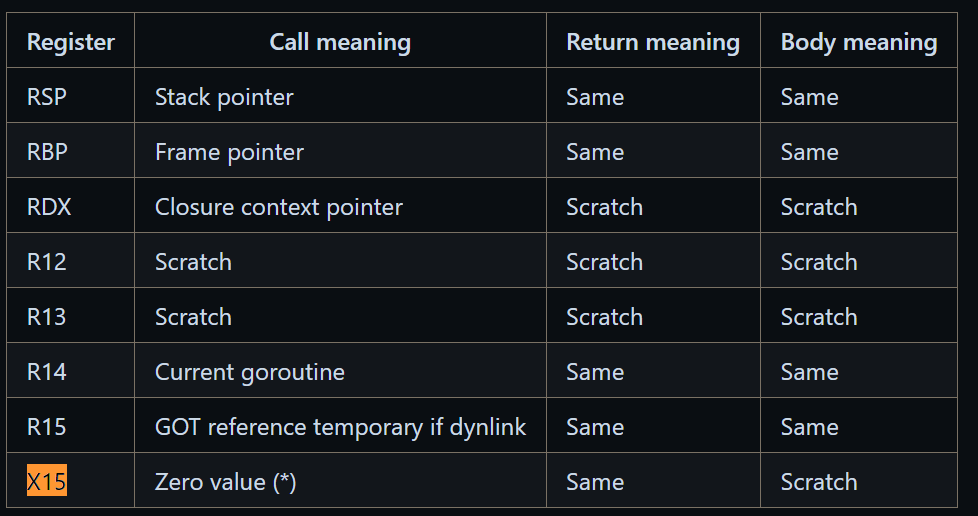 Register Call meaning Return meaning Body meaning
RSP Stack pointer Same Same
RBP Frame pointer Same Same
RDX Closure context pointer Scratch Scratch
R12 Scratch Scratch Scratch
R13 Scratch Scratch Scratch
R14 Current goroutine Same Same
R15 GOT reference temporary if dynlink Same Same
X15 Zero value (*) Same Scratch